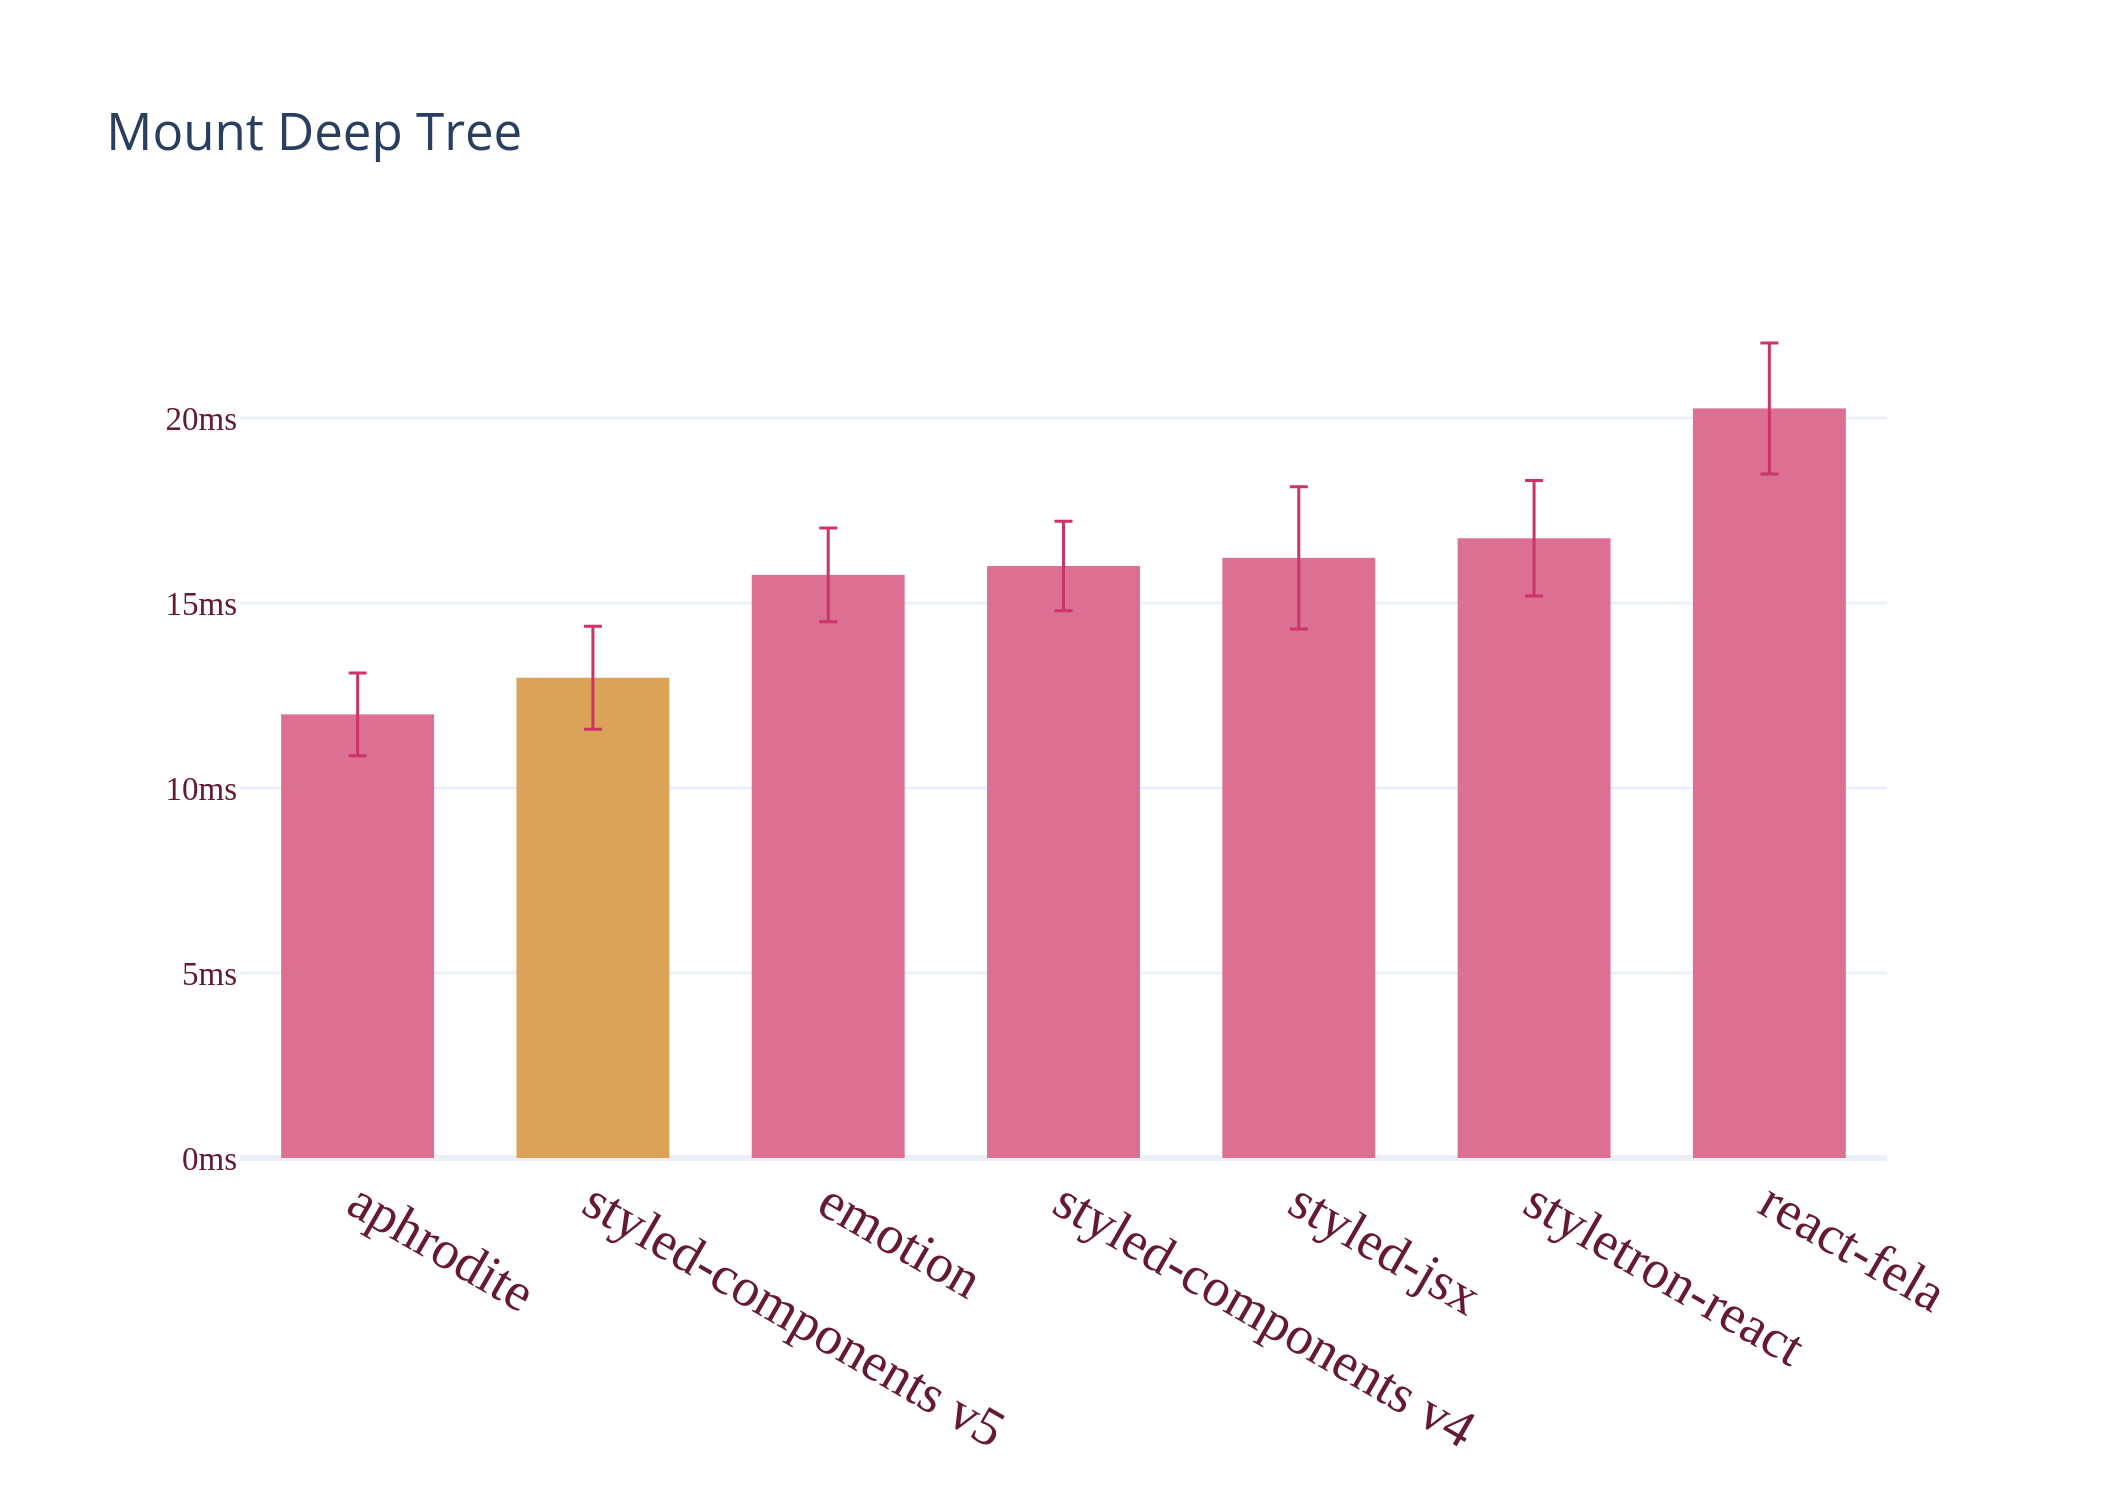 Mount Deep Tree
20ms
15ms
10ms
5ms
0ms
aphrodite
styled-components v5
emotion
styled-components v4
styled-jsx
styletron-react
react-fela